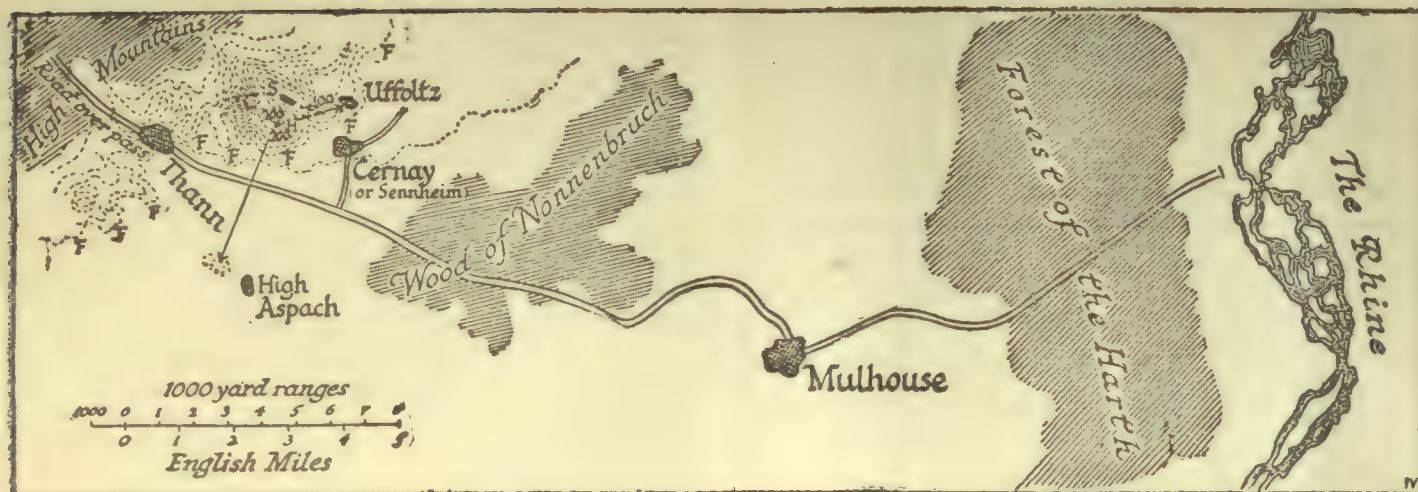 High Mountains
Road over pass
Thann
S
100
Uffoltz
Cernay
(or Sennheim)
High
Aspach
Wood of Nonnenbruch
Mulhouse
Forest of the Harth
The Rhine
F
F
F
F
F
F
F
F
F
1000 yard ranges
1000 0 1 2 3 4 5 6 7 8
0 1 2 3 4 5
English Miles